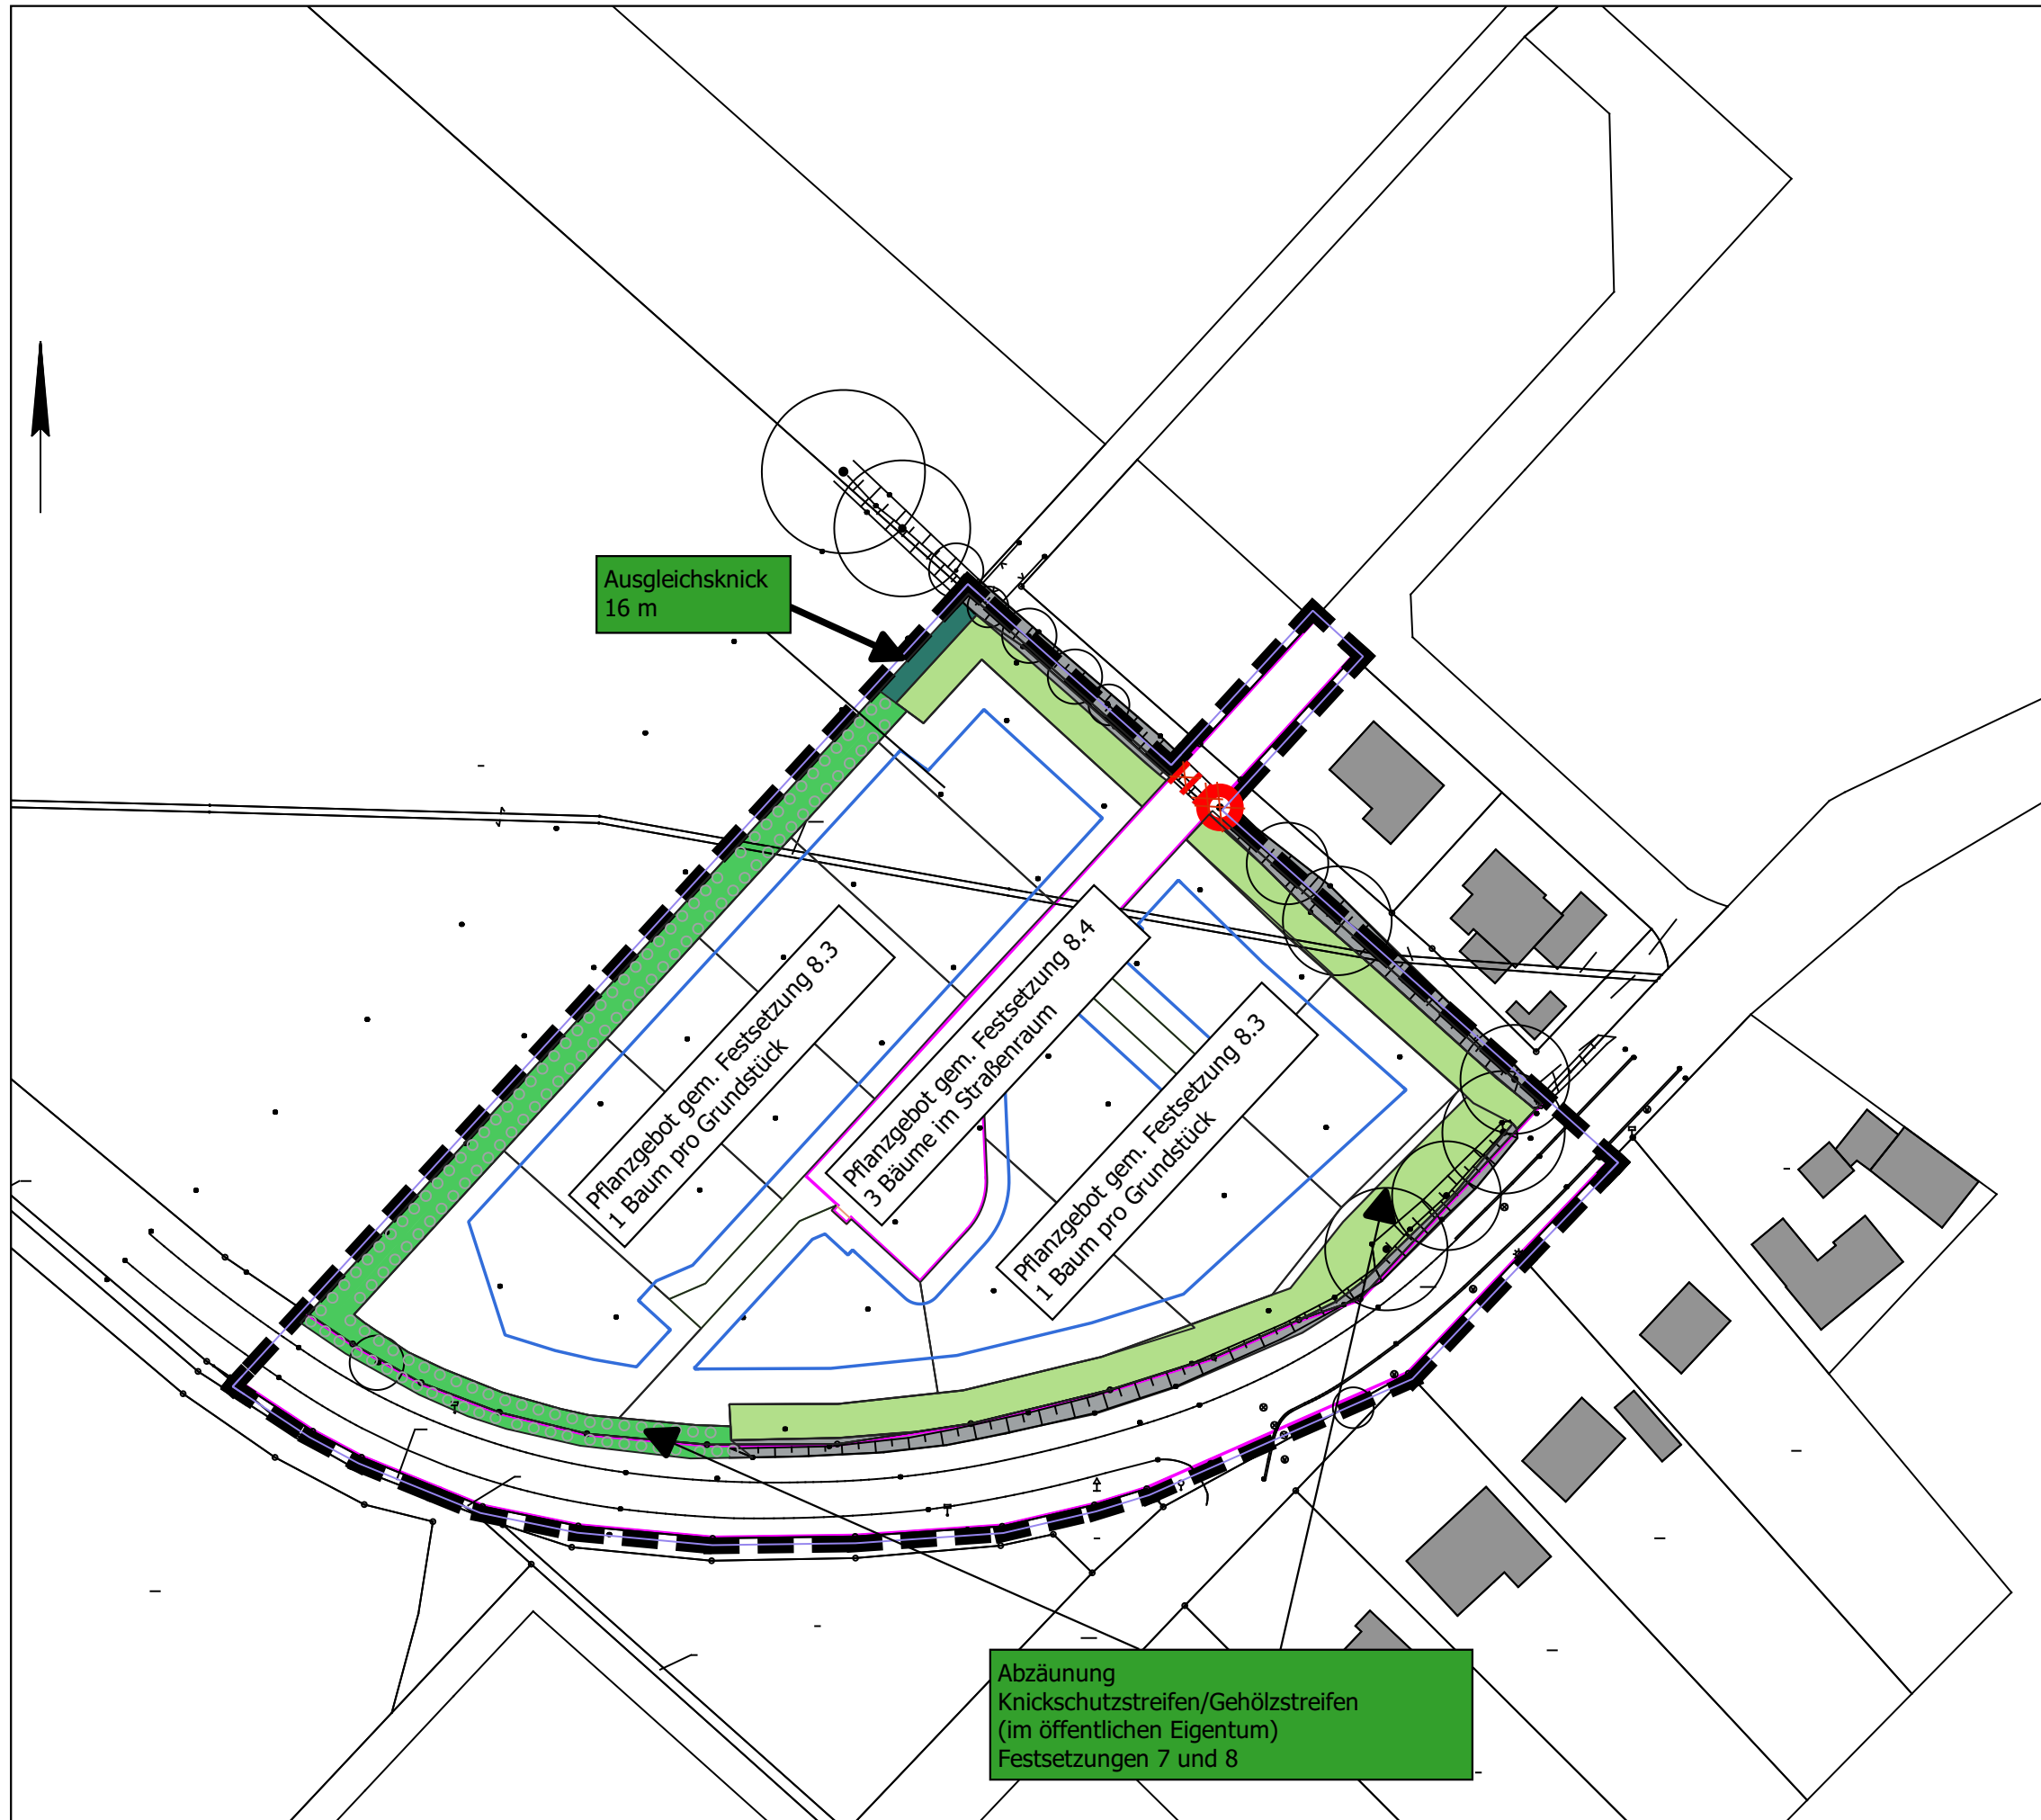 Ausgleichsknick
16 m
Pflanzgebot gem. Festsetzung 8.3
1 Baum pro Grundstück
Pflanzgebot gem. Festsetzung 8.4
3 Bäume im Straßenraum
Pflanzgebot gem. Festsetzung 8.3
1 Baum pro Grundstück
Abzäunung
Knickschutzstreifen/Gehölzstreifen
(im öffentlichen Eigentum)
Festsetzungen 7 und 8